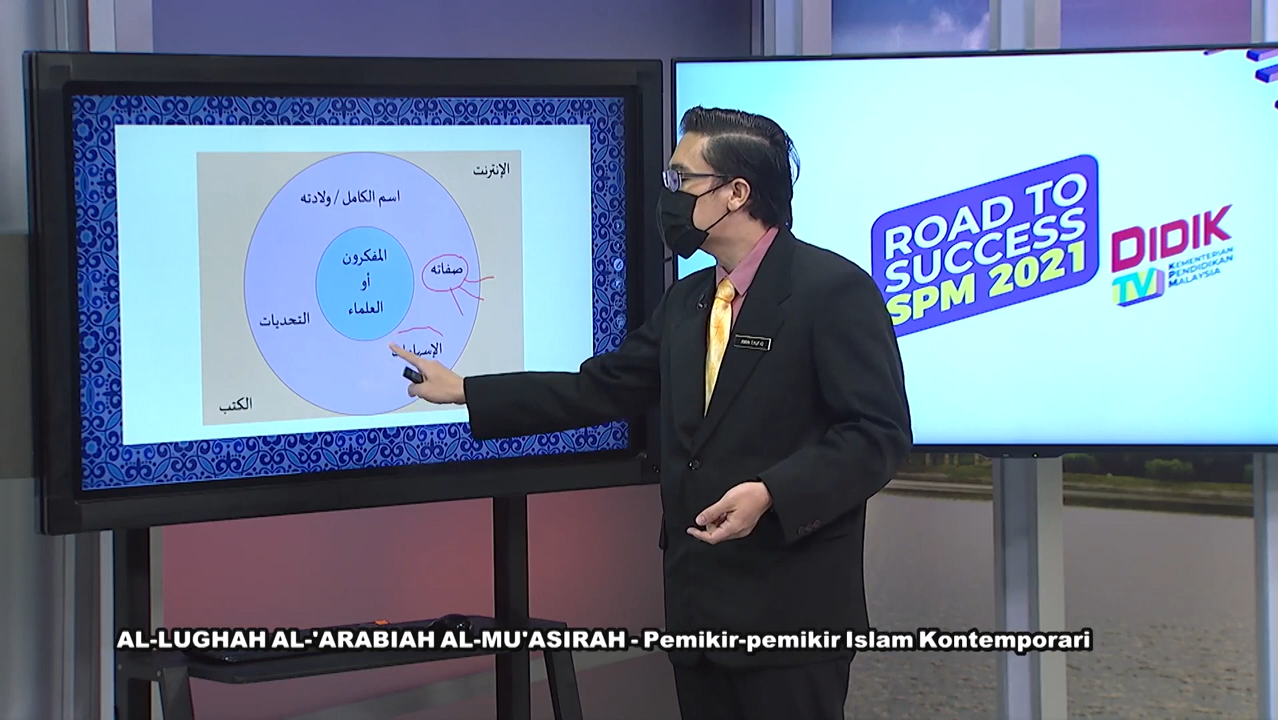 الإنترنت
اسم الكامل / ولادته
المفكرون
أو
العلماء
صفاته
التحديات
الكتب
ROAD TO
SUCCESS
SPM 2021
DIDIK
TV
KEMENTERIAN
PENDIDIKAN
MALAYSIA
AL-LUGHAH AL-'ARABIAH AL-MU'ASIRAH - Pemikir-pemikir Islam Kontemporari